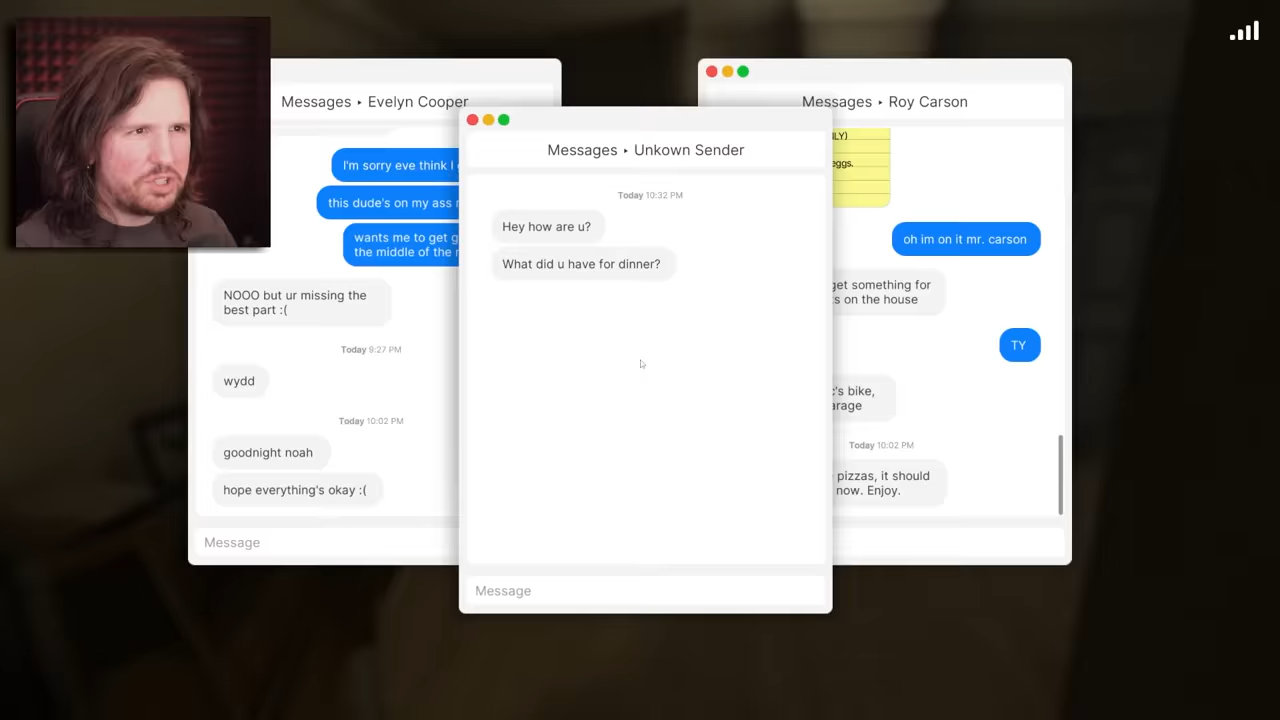 Messages ▸ Evelyn Cooper
I'm sorry eve think I
this dude's on my ass
wants me to get
the middle of the
NOOO but ur missing the
best part :(
Today 9:27 PM
wydd
Today 10:02 PM
goodnight noah
hope everything's okay :(
Message
Messages ▸ Unkown Sender
Today 10:32 PM
Hey how are u?
What did u have for dinner?
Message
Messages ▸ Roy Carson
eggs.
oh im on it mr. carson
get something for
on the house
TY
bike,
Today 10:02 PM
pizzas, it should
now. Enjoy.